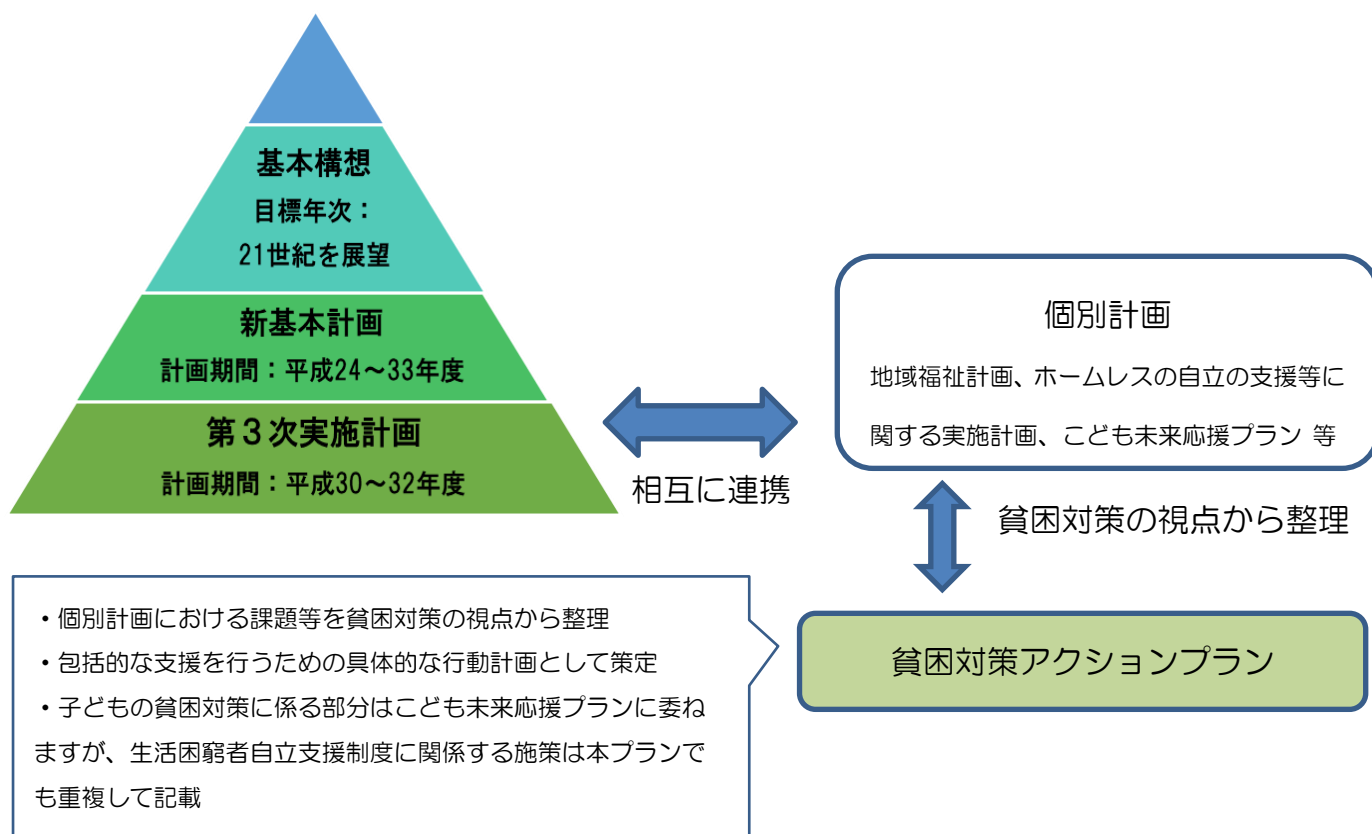 基本構想
目標年次：
21世紀を展望
新基本計画
計画期間：平成24～33年度
第３次実施計画
計画期間：平成30～32年度
相互に連携
個別計画
地域福祉計画、ホームレスの自立の支援等に
関する実施計画、こども未来応援プラン 等
貧困対策の視点から整理
貧困対策アクションプラン
・個別計画における課題等を貧困対策の視点から整理
・包括的な支援を行うための具体的な行動計画として策定
・子どもの貧困対策に係る部分はこども未来応援プランに委ね
ますが、生活困窮者自立支援制度に関係する施策は本プランで
も重複して記載